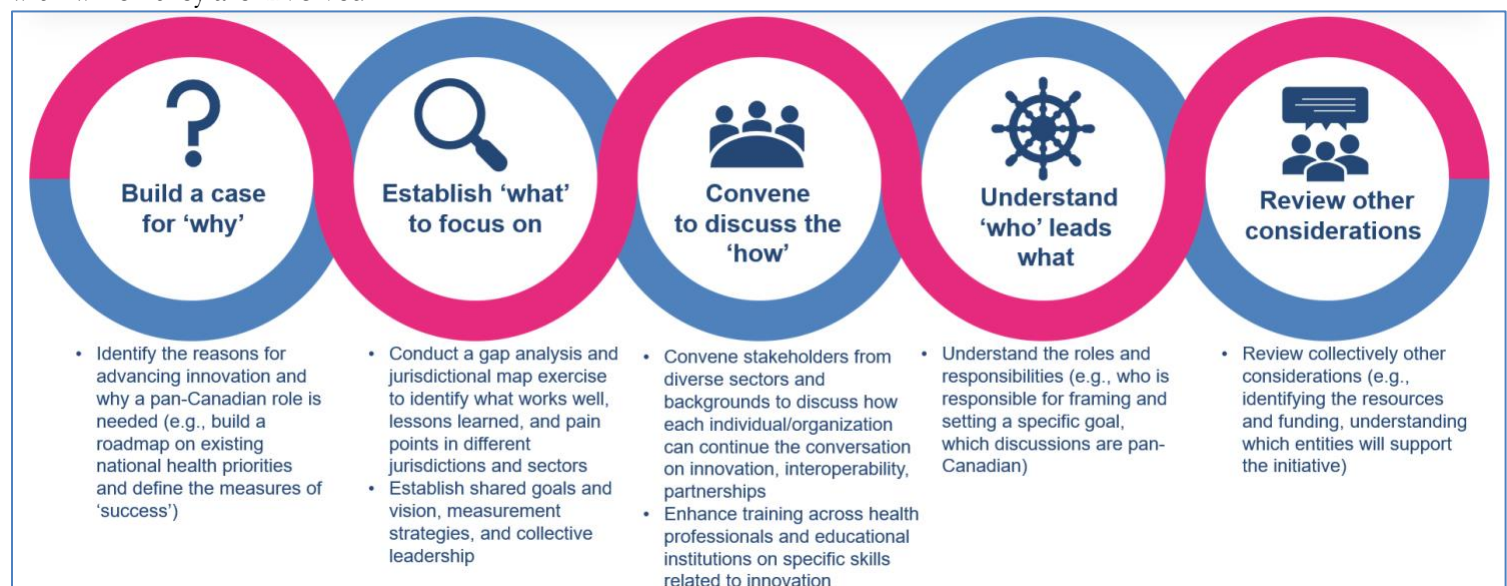 Build a case
for ‘why’
Establish ‘what’
to focus on
Convene
to discuss the
‘how’
Understand
‘who’ leads
what
Review other
considerations
• Identify the reasons for
advancing innovation and
why a pan-Canadian role is
needed (e.g., build a
roadmap on existing
national health priorities
and define the measures of
‘success’)
• Conduct a gap analysis and
jurisdictional map exercise
to identify what works well,
lessons learned, and pain
points in different
jurisdictions and sectors
• Establish shared goals and
vision, measurement
strategies, and collective
leadership
• Convene stakeholders from
diverse sectors and
backgrounds to discuss how
each individual/organization
can continue the conversation
on innovation, interoperability,
partnerships
• Enhance training across health
professionals and educational
institutions on specific skills
related to innovation
• Understand the roles and
responsibilities (e.g., who is
responsible for framing and
setting a specific goal,
which discussions are pan-
Canadian)
• Review collectively other
considerations (e.g.,
identifying the resources
and funding, understanding
which entities will support
the initiative)